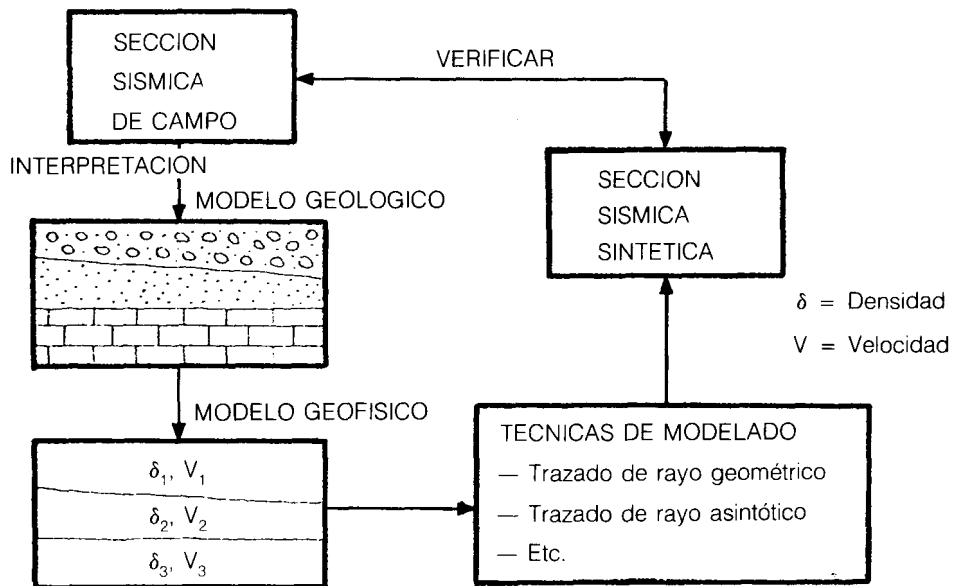 SECCION
SISMICA
DE CAMPO
VERIFICAR
INTERPRETACION
MODELO GEOLOGICO
SECCION
SISMICA
SINTETICA
δ = Densidad
V = Velocidad
MODELO GEOFISICO
δ₁, V₁
δ₂, V₂
δ₃, V₃
TECNICAS DE MODELADO
— Trazado de rayo geométrico
— Trazado de rayo asintótico
— Etc.